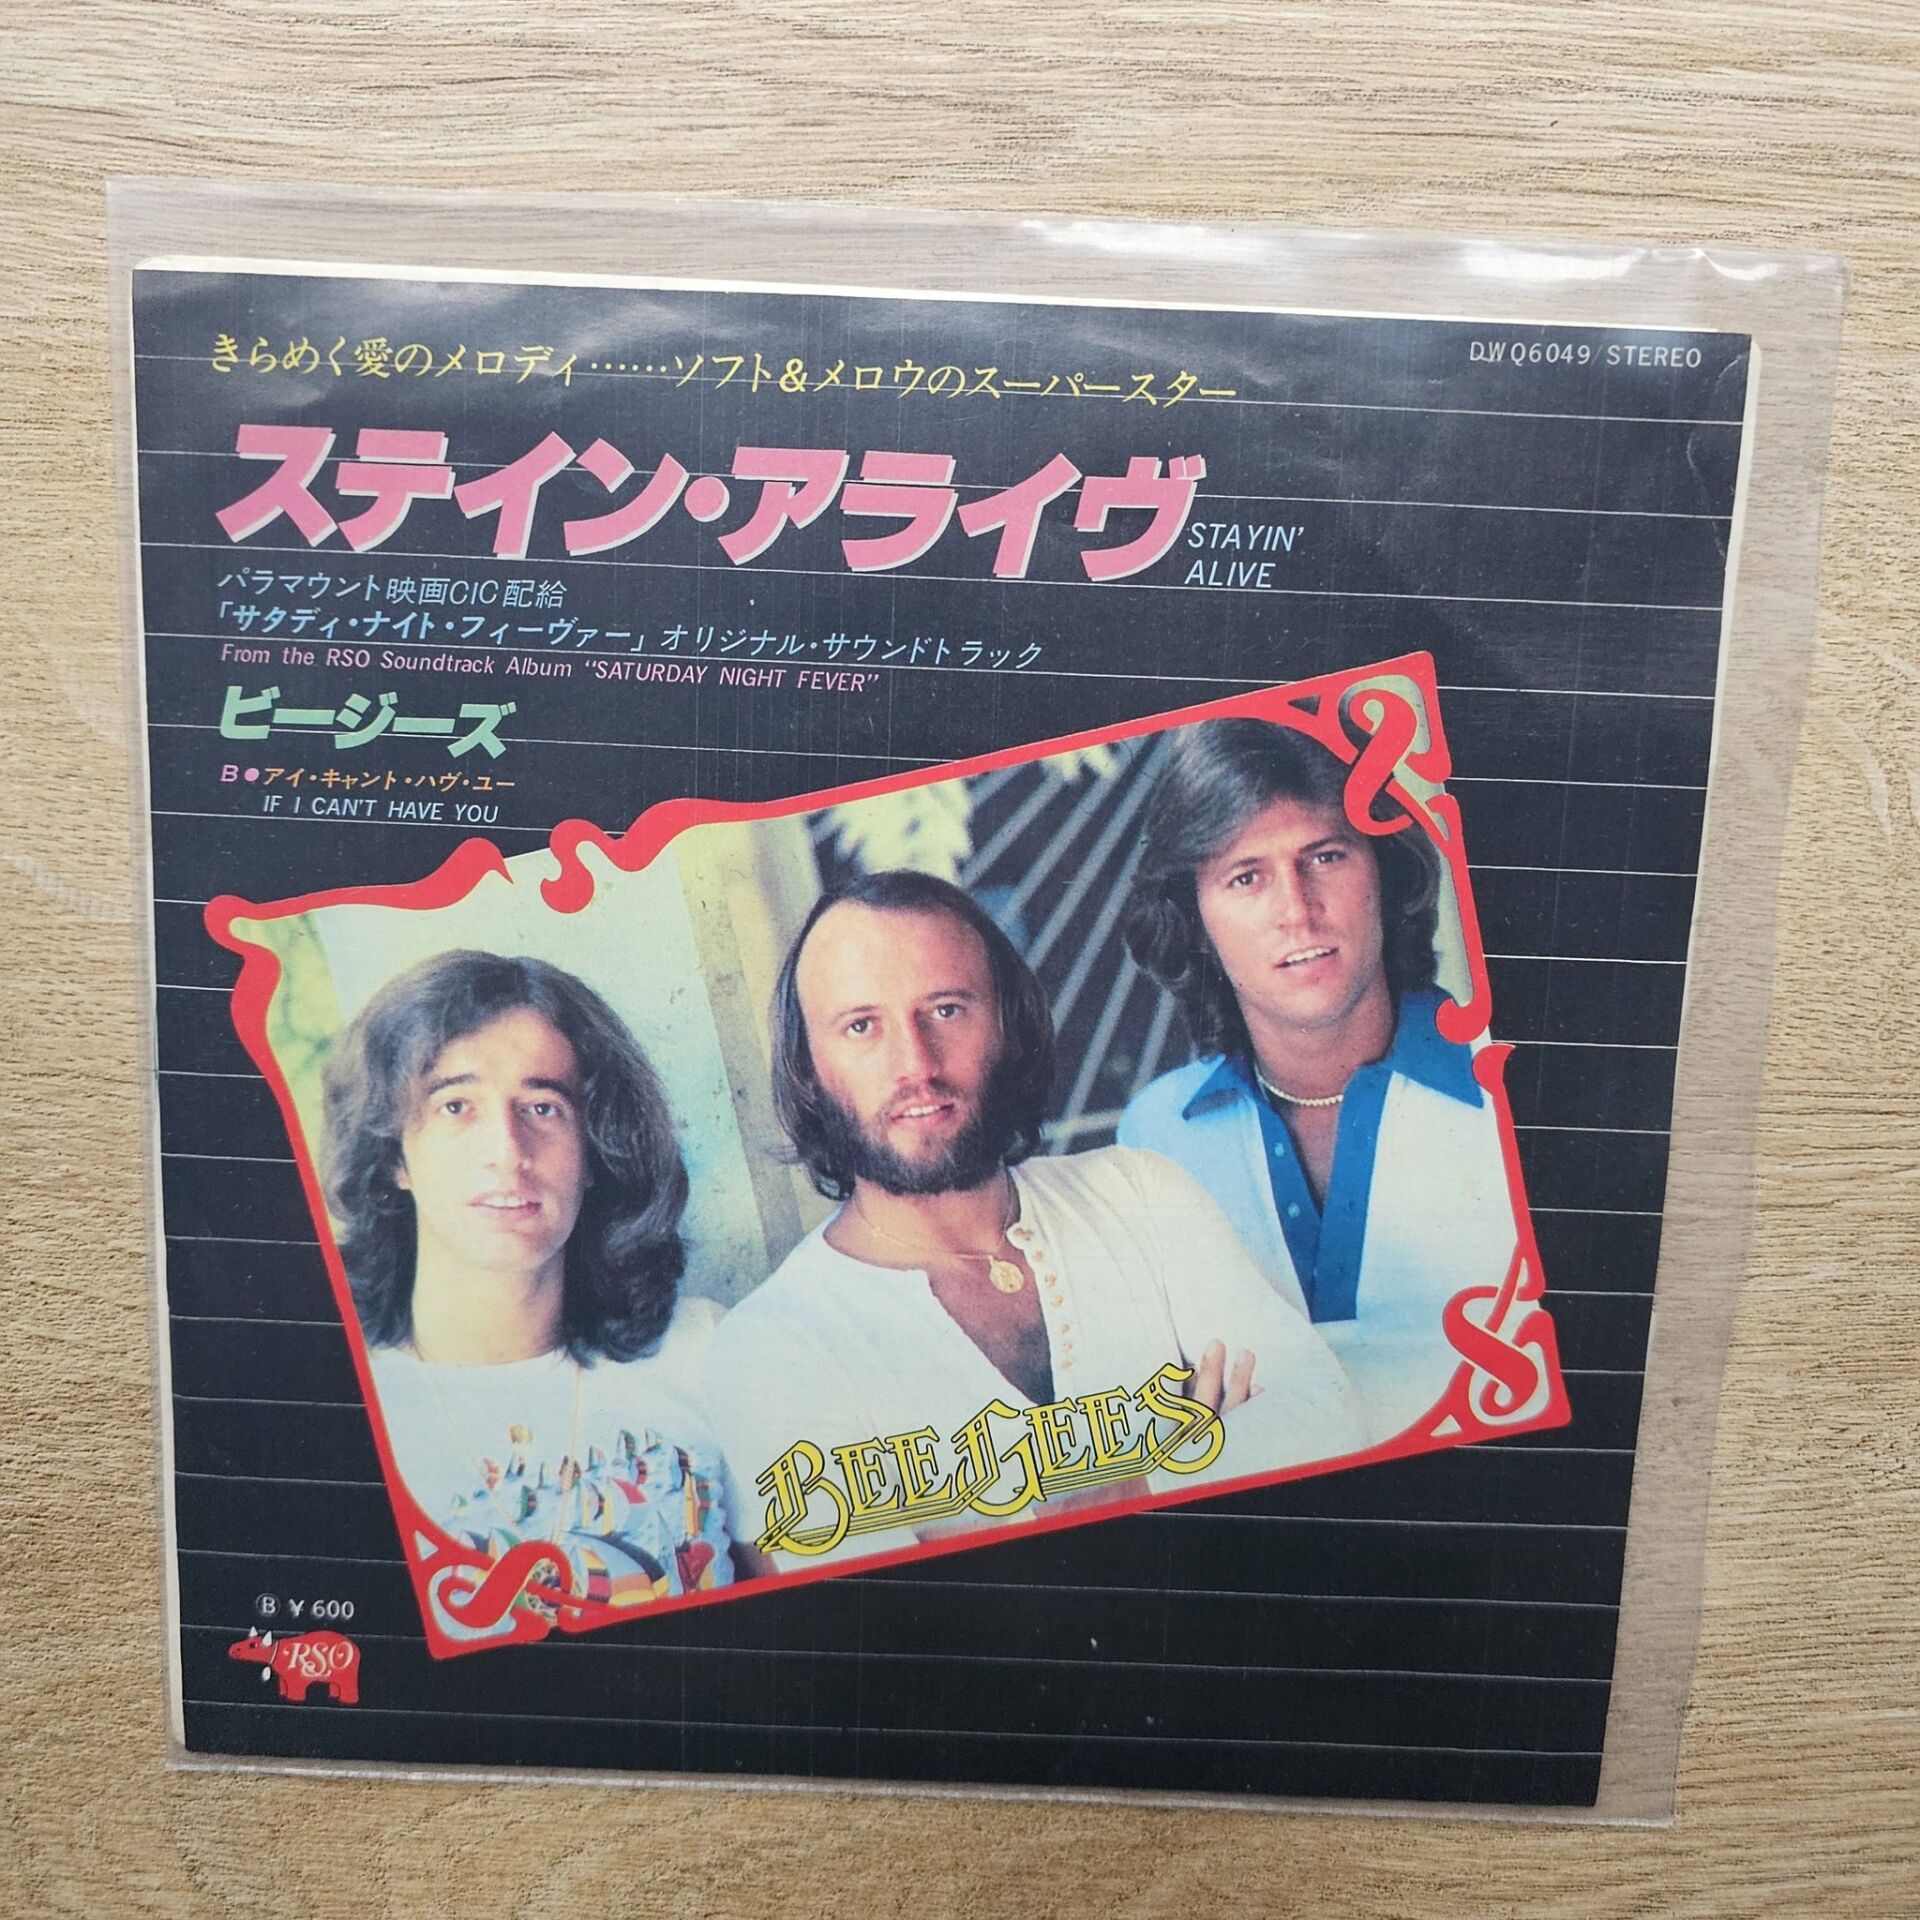 DWQ6049/STEREO
きらめく愛のメロディ……ソフト&メロウのスーパースター
ステイン・アライヴ
STAYIN'
ALIVE
パラマウント映画CIC配給
「サタディ・ナイト・フィーヴァー」オリジナル・サウンドトラック
From the RSO Soundtrack Album "SATURDAY NIGHT FEVER"
ビージーズ
B●アイ・キャント・ハヴ・ユー
IF I CAN'T HAVE YOU
BEE GEES
Ⓑ ¥600
RSO